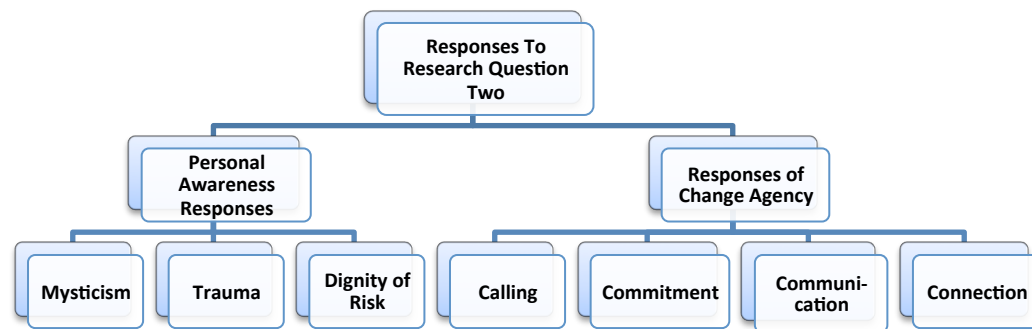 Responses To
Research Question
Two
Personal
Awareness
Responses
Responses of
Change Agency
Mysticism
Trauma
Dignity of
Risk
Calling
Commitment
Communi-
cation
Connection